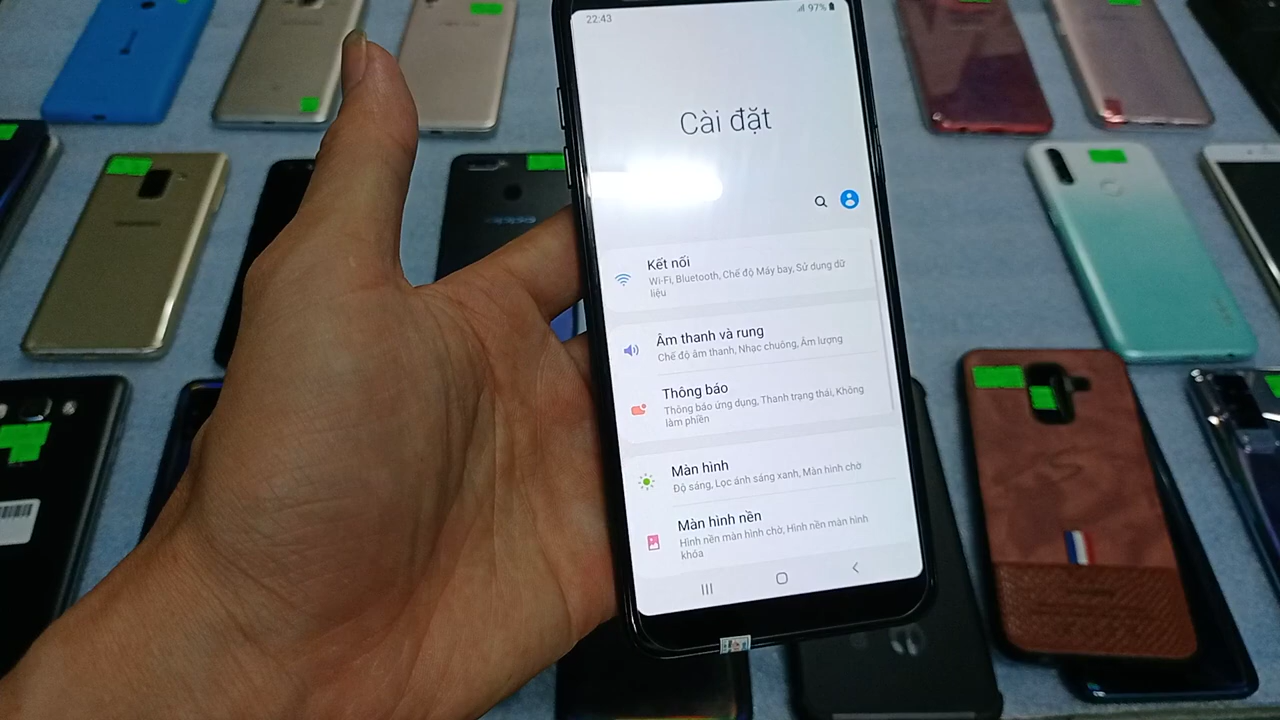 22:43
97%
Cài đặt
Kết nối
Wi-Fi, Bluetooth, Chế độ Máy bay, Sử dụng dữ
liệu
Âm thanh và rung
Chế độ âm thanh, Nhạc chuông, Âm lượng
Thông báo
Thông báo ứng dụng, Thanh trạng thái, Không
làm phiền
Màn hình
Độ sáng, Lọc ánh sáng xanh, Màn hình chờ
Màn hình nền
Hình nền màn hình chờ, Hình nền màn hình
khóa